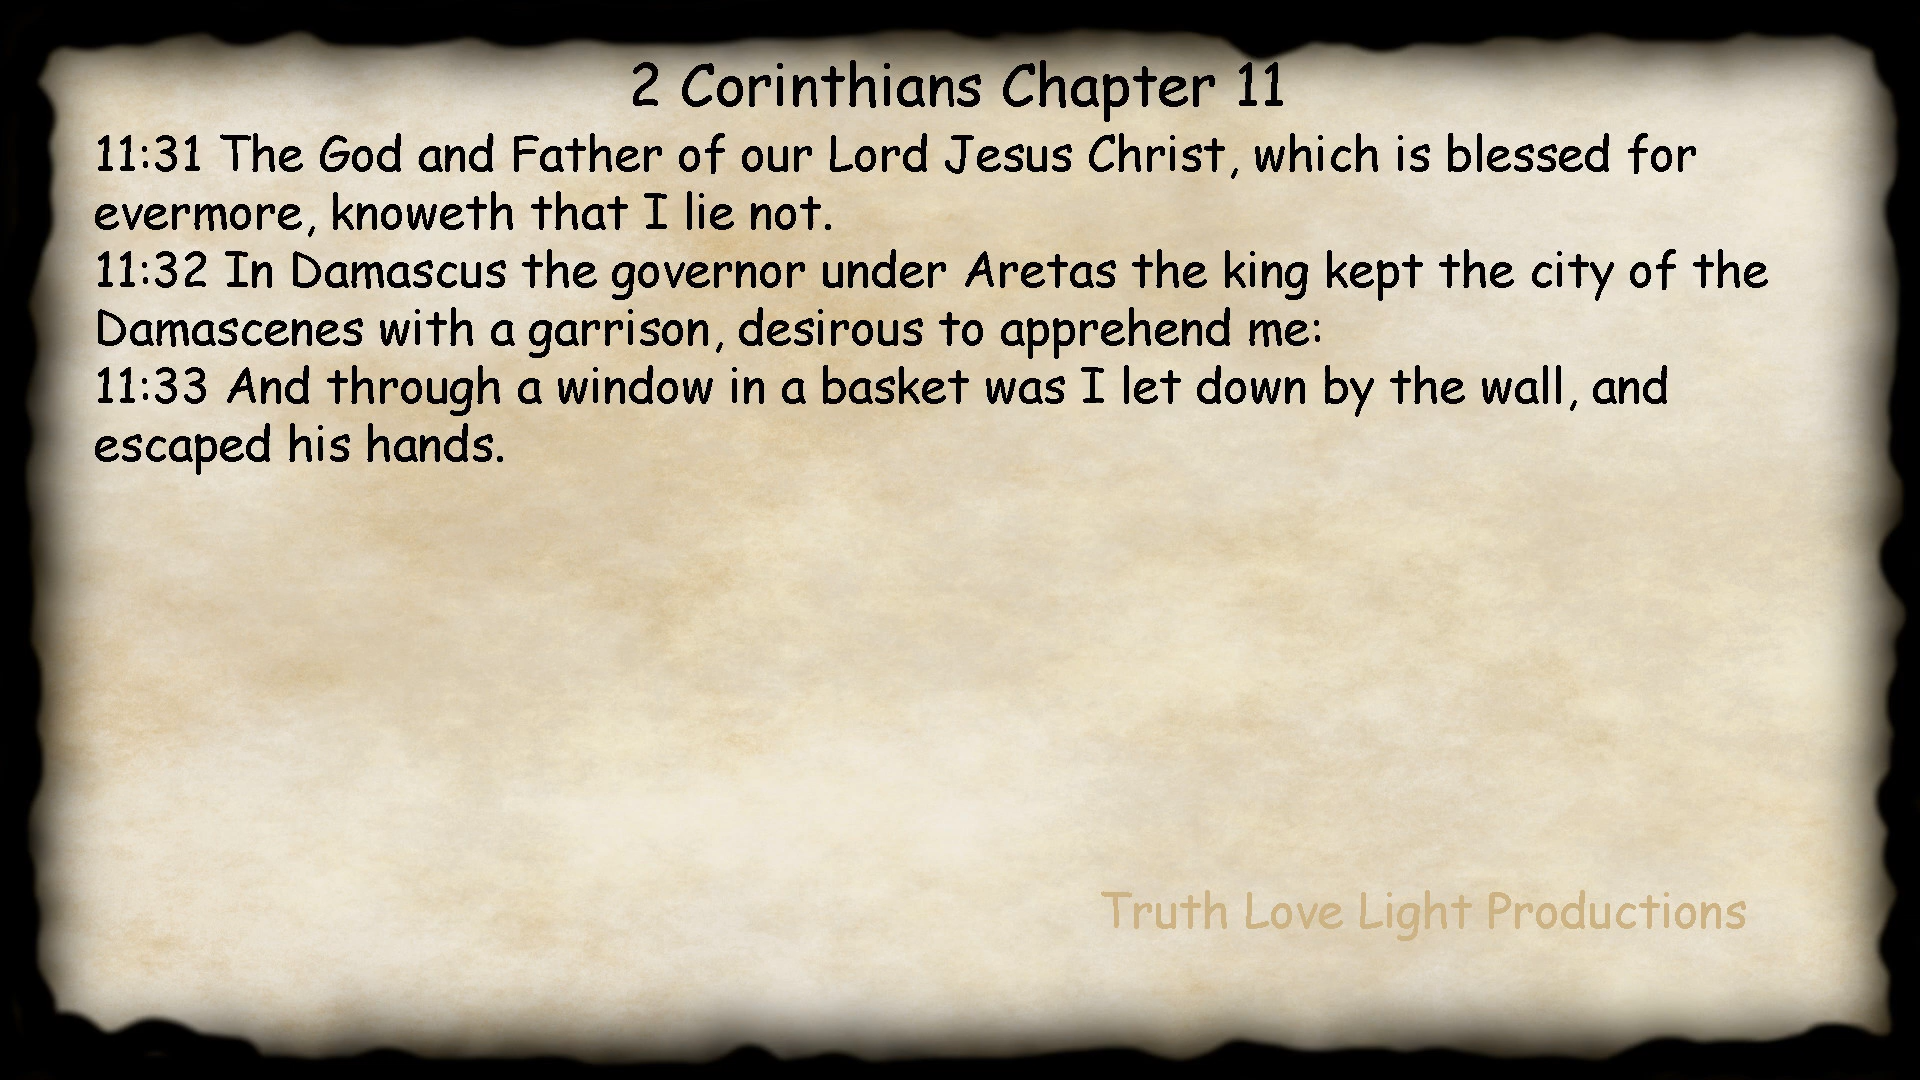 2 Corinthians Chapter 11
11:31 The God and Father of our Lord Jesus Christ, which is blessed for
evermore, knoweth that I lie not.
11:32 In Damascus the governor under Aretas the king kept the city of the
Damascenes with a garrison, desirous to apprehend me:
11:33 And through a window in a basket was I let down by the wall, and
escaped his hands.
Truth Love Light Productions